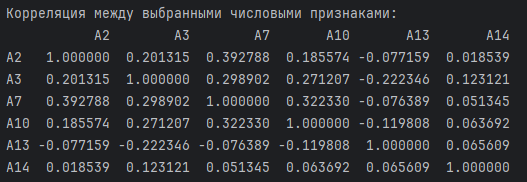 Корреляция между выбранными числовыми признаками:
A2 A3 A7 A10 A13 A14
A2 1.000000 0.201315 0.392788 0.185574 -0.077159 0.018539
A3 0.201315 1.000000 0.298902 0.271207 -0.222346 0.123121
A7 0.392788 0.298902 1.000000 0.322330 -0.076389 0.051345
A10 0.185574 0.271207 0.322330 1.000000 -0.119808 0.063692
A13 -0.077159 -0.222346 -0.076389 -0.119808 1.000000 0.065609
A14 0.018539 0.123121 0.051345 0.063692 0.065609 1.000000